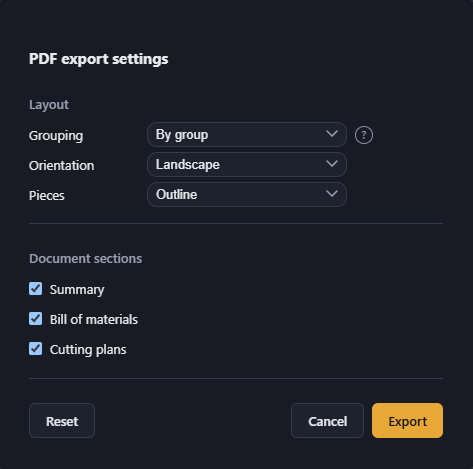 PDF export settings
Layout
Grouping By group ?
Orientation Landscape
Pieces Outline
Document sections
Summary
Bill of materials
Cutting plans
Reset Cancel Export